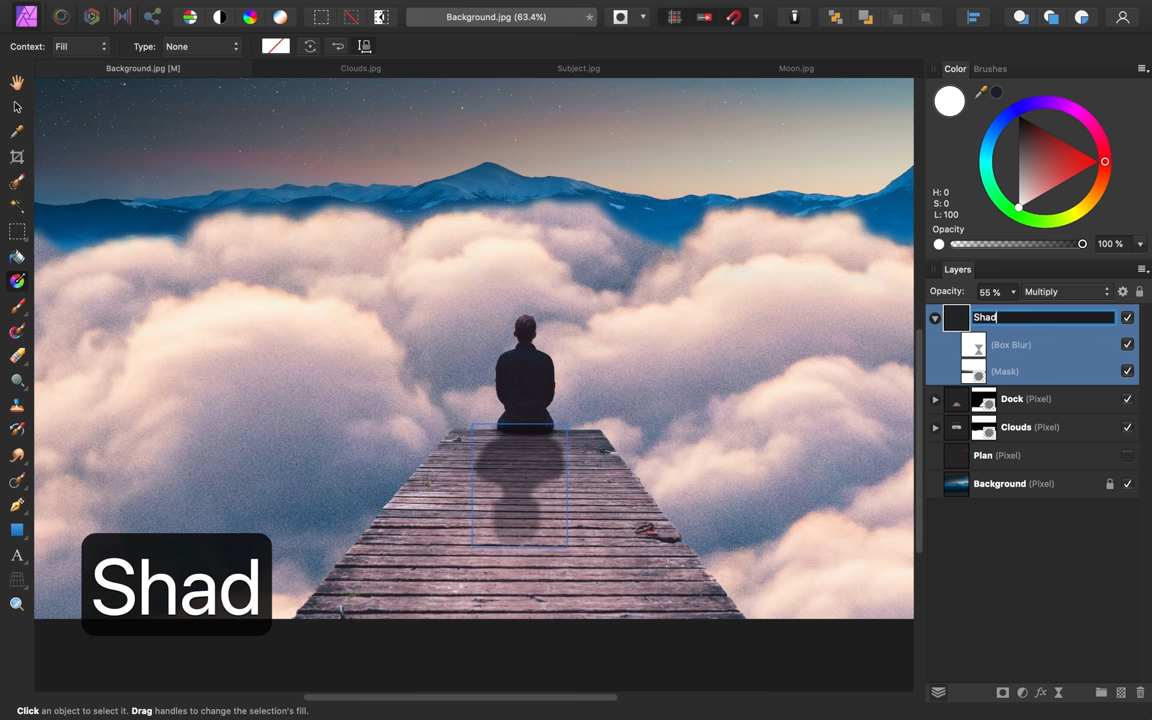 Background.jpg (63.4%)
Context: Fill Type: None
Background.jpg [M] Clouds.jpg Subject.jpg Moon.jpg
Color Brushes
H: 0
S: 0
L: 100
Opacity
100 %
Layers
Opacity: 55 % Multiply
Shad
(Box Blur)
(Mask)
Dock (Pixel)
Clouds (Pixel)
Plan (Pixel)
Background (Pixel)
Shad
Click an object to select it. Drag handles to change the selection's fill.